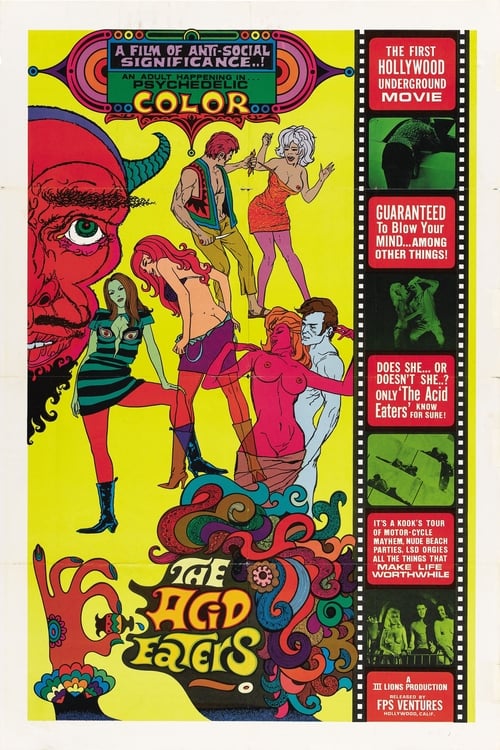 A FILM OF ANTI-SOCIAL
SIGNIFICANCE..!
AN ADULT HAPPENING IN...
PSYCHEDELIC
COLOR
THE FIRST
HOLLYWOOD
UNDERGROUND
MOVIE
GUARANTEED
To Blow Your
MIND...AMONG
OTHER THINGS!
DOES SHE... OR
DOESN'T SHE..?
ONLY 'The Acid
Eaters' KNOW
FOR SURE!
IT'S A KOOK'S TOUR
OF MOTOR-CYCLE
MAYHEM, NUDE BEACH
PARTIES, LSD ORGIES
ALL THE THINGS THAT
MAKE LIFE
WORTHWHILE
THE
ACID
EATERS
A
III LIONS PRODUCTION
RELEASED BY
FPS VENTURES
HOLLYWOOD, CALIF.